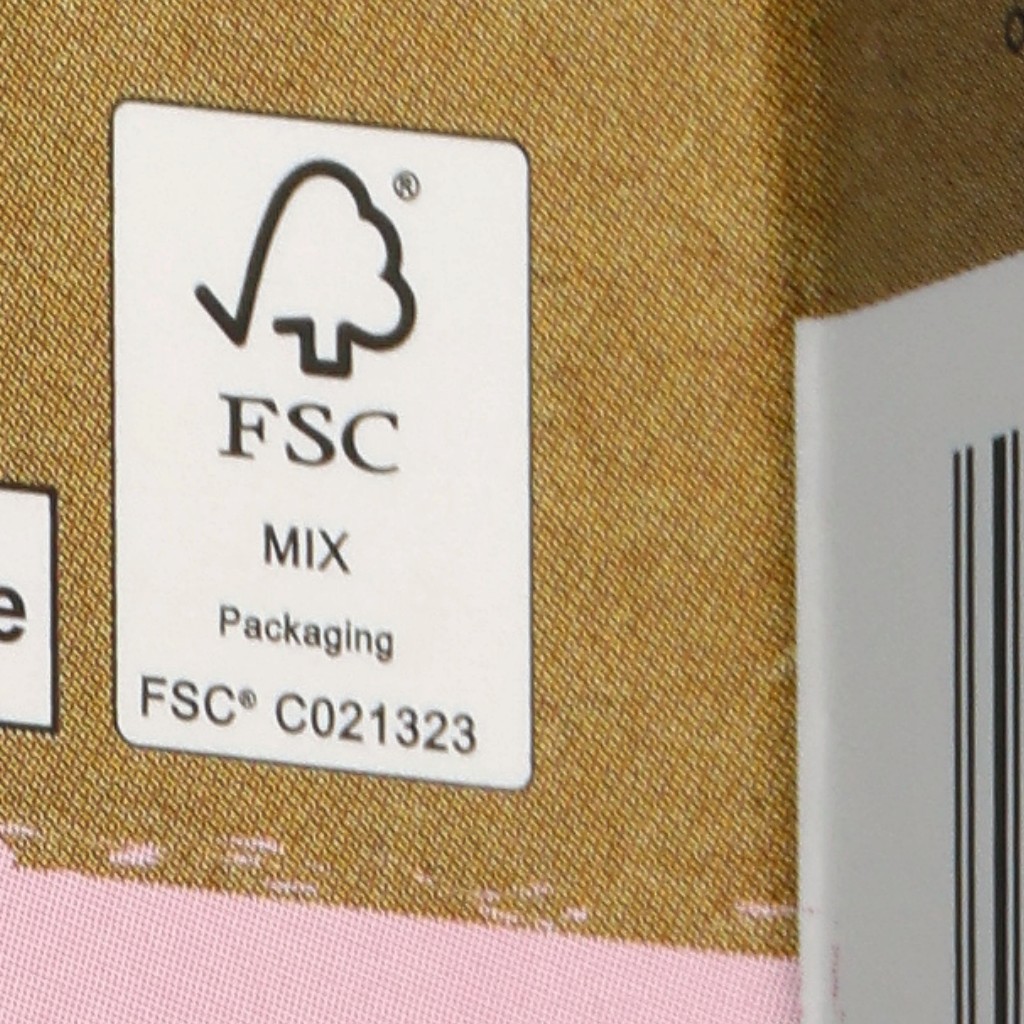 ®
FSC
MIX
Packaging
FSC® C021323
e